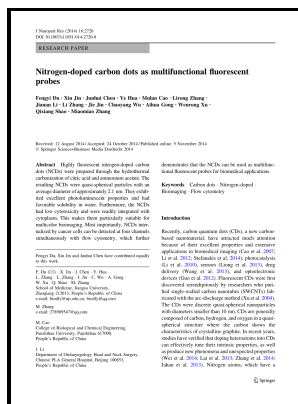 J Nanopart Res (2014) 16:2720
DOI 10.1007/s11051-014-2720-8
RESEARCH PAPER
Nitrogen-doped carbon dots as multifunctional fluorescent
probes
Fengyi Du · Xin Jin · Junhui Chen · Ye Hua · Mulan Cao · Lirong Zhang ·
Jianan Li · Li Zhang · Jie Jin · Chaoyang Wu · Aihua Gong · Wenrong Xu ·
Qixiang Shao · Miaomiao Zhang
Received: 12 August 2014 / Accepted: 24 October 2014 / Published online: 5 November 2014
© Springer Science+Business Media Dordrecht 2014
Abstract Highly fluorescent nitrogen-doped carbon
dots (NCDs) were prepared through the hydrothermal
carbonization of citric acid and ammonium acetate. The
resulting NCDs were quasi-spherical particles with an
average diameter of approximately 2.1 nm. They exhibited
excellent photoluminescent properties and had
favorable solubility in water. Furthermore, the NCDs
had low cytotoxicity and were readily integrated with
cytoplasm. This makes them particularly suitable for
multicolor bioimaging. Most importantly, NCDs internalized
by cancer cells can be detected at four channels
simultaneously with flow cytometry, which further
demonstrates that the NCDs can be used as multifunctional
fluorescent probes for biomedical applications.
Keywords Carbon dots · Nitrogen-doped ·
Bioimaging · Flow cytometry
Introduction
Recently, carbon quantum dots (CDs), a new carbon-based
nanomaterial, have attracted much attention
because of their excellent properties and extensive
applications in biomedical imaging (Cao et al. 2007;
Li et al. 2012; Stefanakis et al. 2014), photocatalysis
(Li et al. 2010), sensors (Liang et al. 2013), drug
delivery (Wang et al. 2013), and optoelectronic
devices (Guo et al. 2012). Fluorescent CDs were first
discovered serendipitously by researchers who purified
single-walled carbon nanotubes (SWCNTs) fabricated
with the arc-discharge method (Xu et al. 2004).
The CDs were discrete quasi-spherical nanoparticles
with diameters smaller than 10 nm. CDs are generally
composed of carbon, hydrogen, and oxygen in a quasi-spherical
structure where the carbon shows the
characteristics of crystalline graphite. In recent years,
studies have verified that doping heteroatoms into CDs
can effectively tune their intrinsic properties, as well
as produce new phenomena and unexpected properties
(Wei et al. 2014; Lai et al. 2013; Zhang et al. 2014;
Jahan et al. 2013). Nitrogen atoms, which have a
Fengyi Du, Xin Jin and Junhui Chen have contributed equally
to this work.
School of Medicine, Jiangsu University,
Zhenjiang 212013, People's Republic of China
M. Zhang
M. Cao
College of Biological and Chemical Engineering,
People's Republic of China
J. Li
Department of Otolaryngology Head and Neck Surgery,
Chinese PLA General Hospital, Beijing 100853,
People's Republic of China
Springer